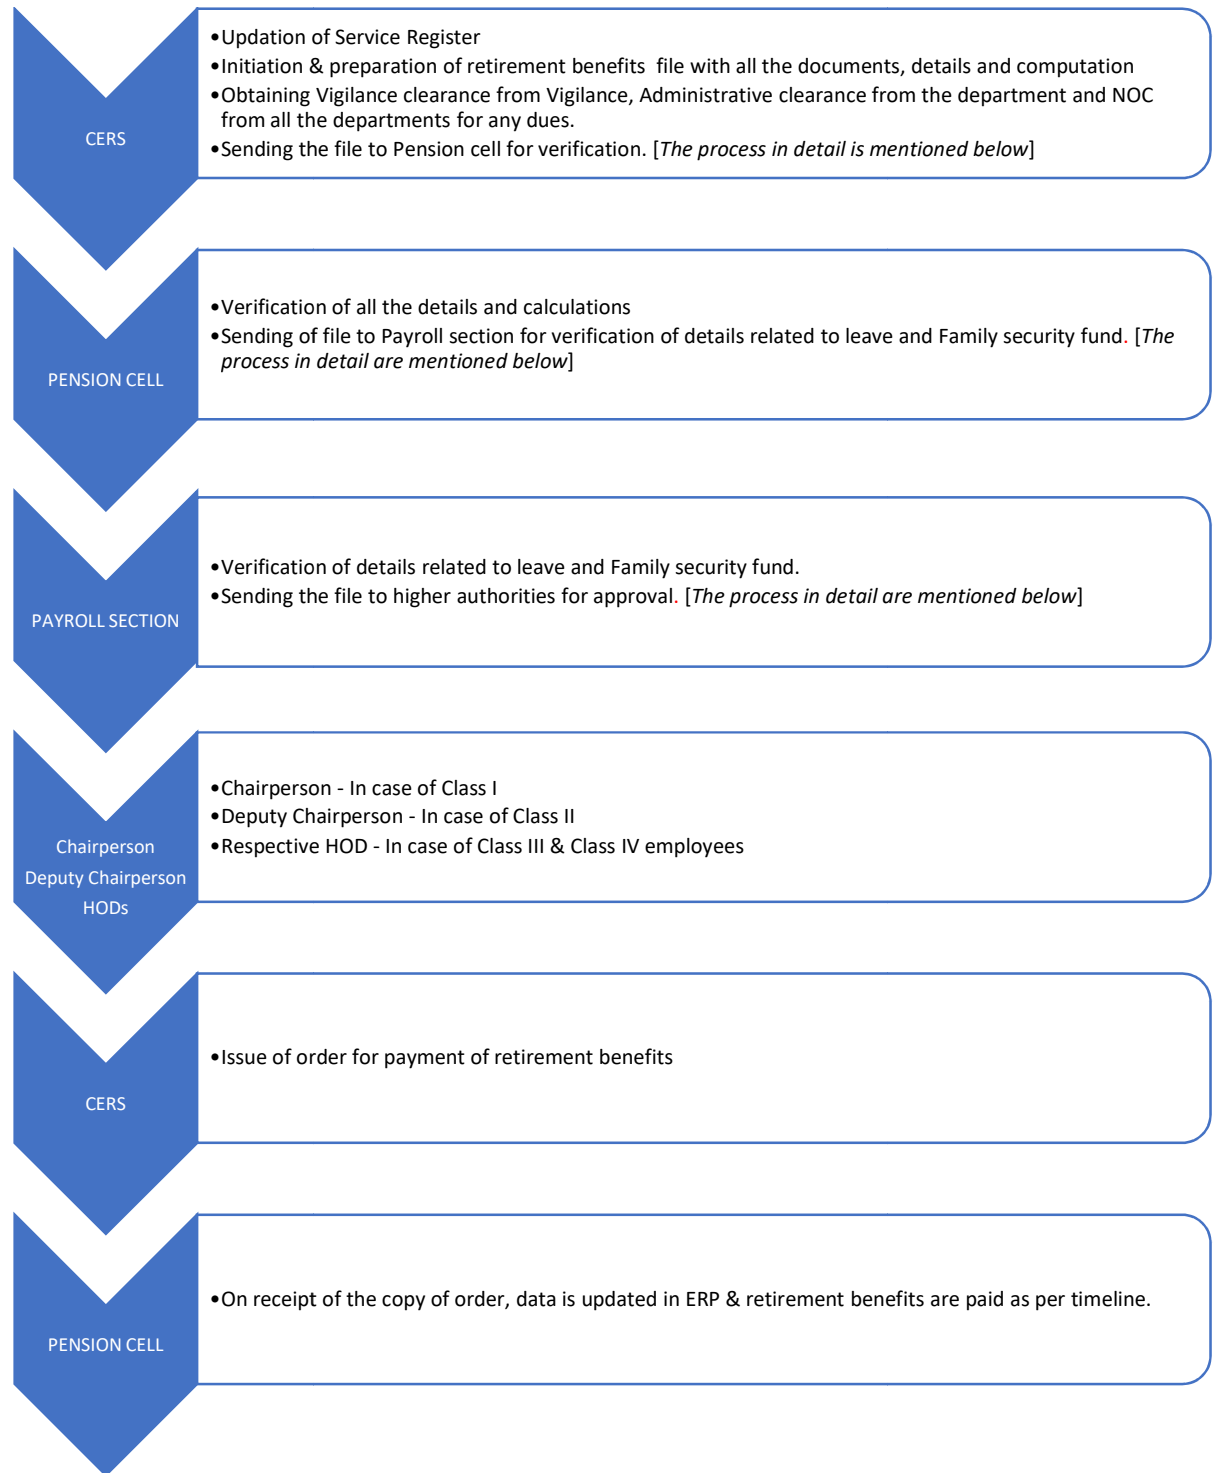 CERS
•Updation of Service Register
•Initiation & preparation of retirement benefits  file with all the documents, details and computation
•Obtaining Vigilance clearance from Vigilance, Administrative clearance from the department and NOC
from all the departments for any dues.
•Sending the file to Pension cell for verification. [The process in detail is mentioned below]
PENSION CELL
•Verification of all the details and calculations
•Sending of file to Payroll section for verification of details related to leave and Family security fund. [The
process in detail are mentioned below]
PAYROLL SECTION
•Verification of details related to leave and Family security fund.
•Sending the file to higher authorities for approval. [The process in detail are mentioned below]
Chairperson
Deputy Chairperson
HODs
•Chairperson - In case of Class I
•Deputy Chairperson - In case of Class II
•Respective HOD - In case of Class III & Class IV employees
CERS
•Issue of order for payment of retirement benefits
PENSION CELL
•On receipt of the copy of order, data is updated in ERP & retirement benefits are paid as per timeline.